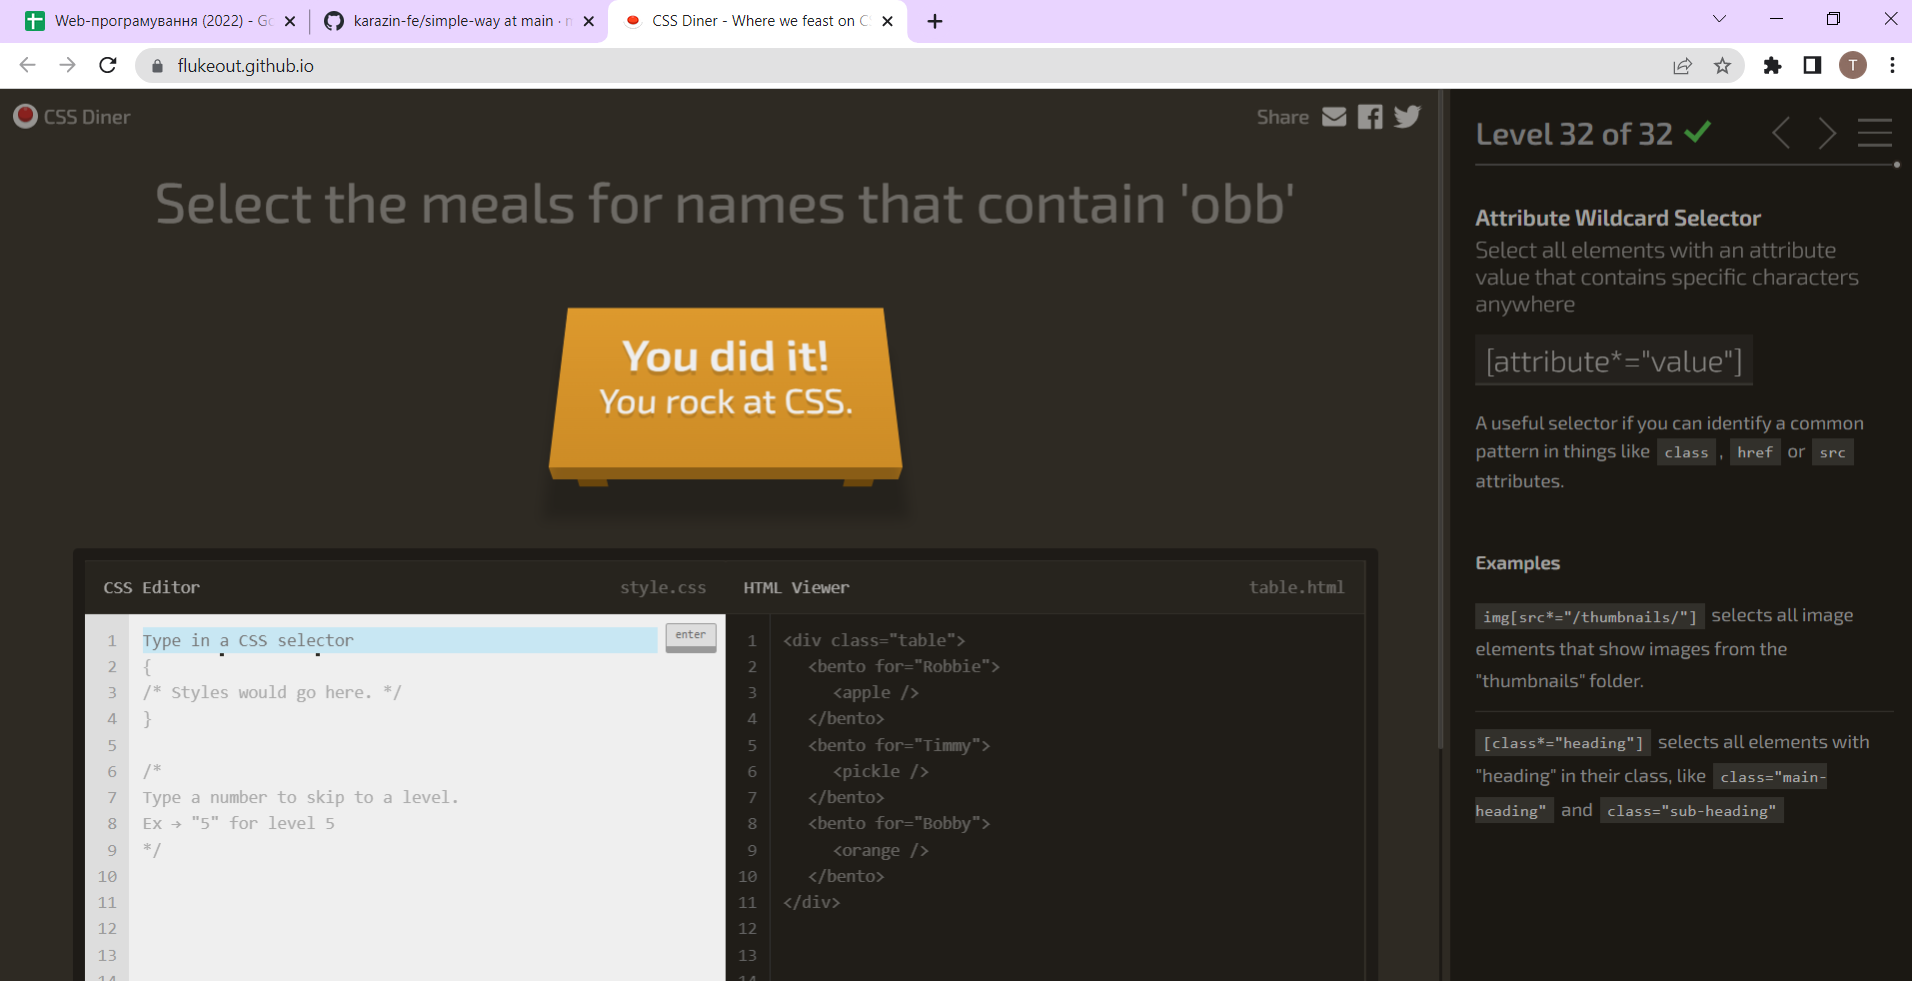 Web-програмування (2022) - Go
karazin-fe/simple-way at main · n
CSS Diner - Where we feast on CS
flukeout.github.io
T
CSS Diner
Share
Select the meals for names that contain 'obb'
You did it!
You rock at CSS.
CSS Editor
style.css
1 Type in a CSS selector
enter
2 {
3 /* Styles would go here. */
4 }
5
6 /*
7 Type a number to skip to a level.
8 Ex → "5" for level 5
9 */
10
11
12
13
14
HTML Viewer
table.html
1 <div class="table">
2 <bento for="Robbie">
3 <apple />
4 </bento>
5 <bento for="Timmy">
6 <pickle />
7 </bento>
8 <bento for="Bobby">
9 <orange />
10 </bento>
11 </div>
12
13
14
Level 32 of 32
Attribute Wildcard Selector
Select all elements with an attribute
value that contains specific characters
anywhere
[attribute*="value"]
A useful selector if you can identify a common
pattern in things like class , href or src
attributes.
Examples
img[src*="/thumbnails/"] selects all image
elements that show images from the
"thumbnails" folder.
[class*="heading"] selects all elements with
"heading" in their class, like class="main-
heading" and class="sub-heading"